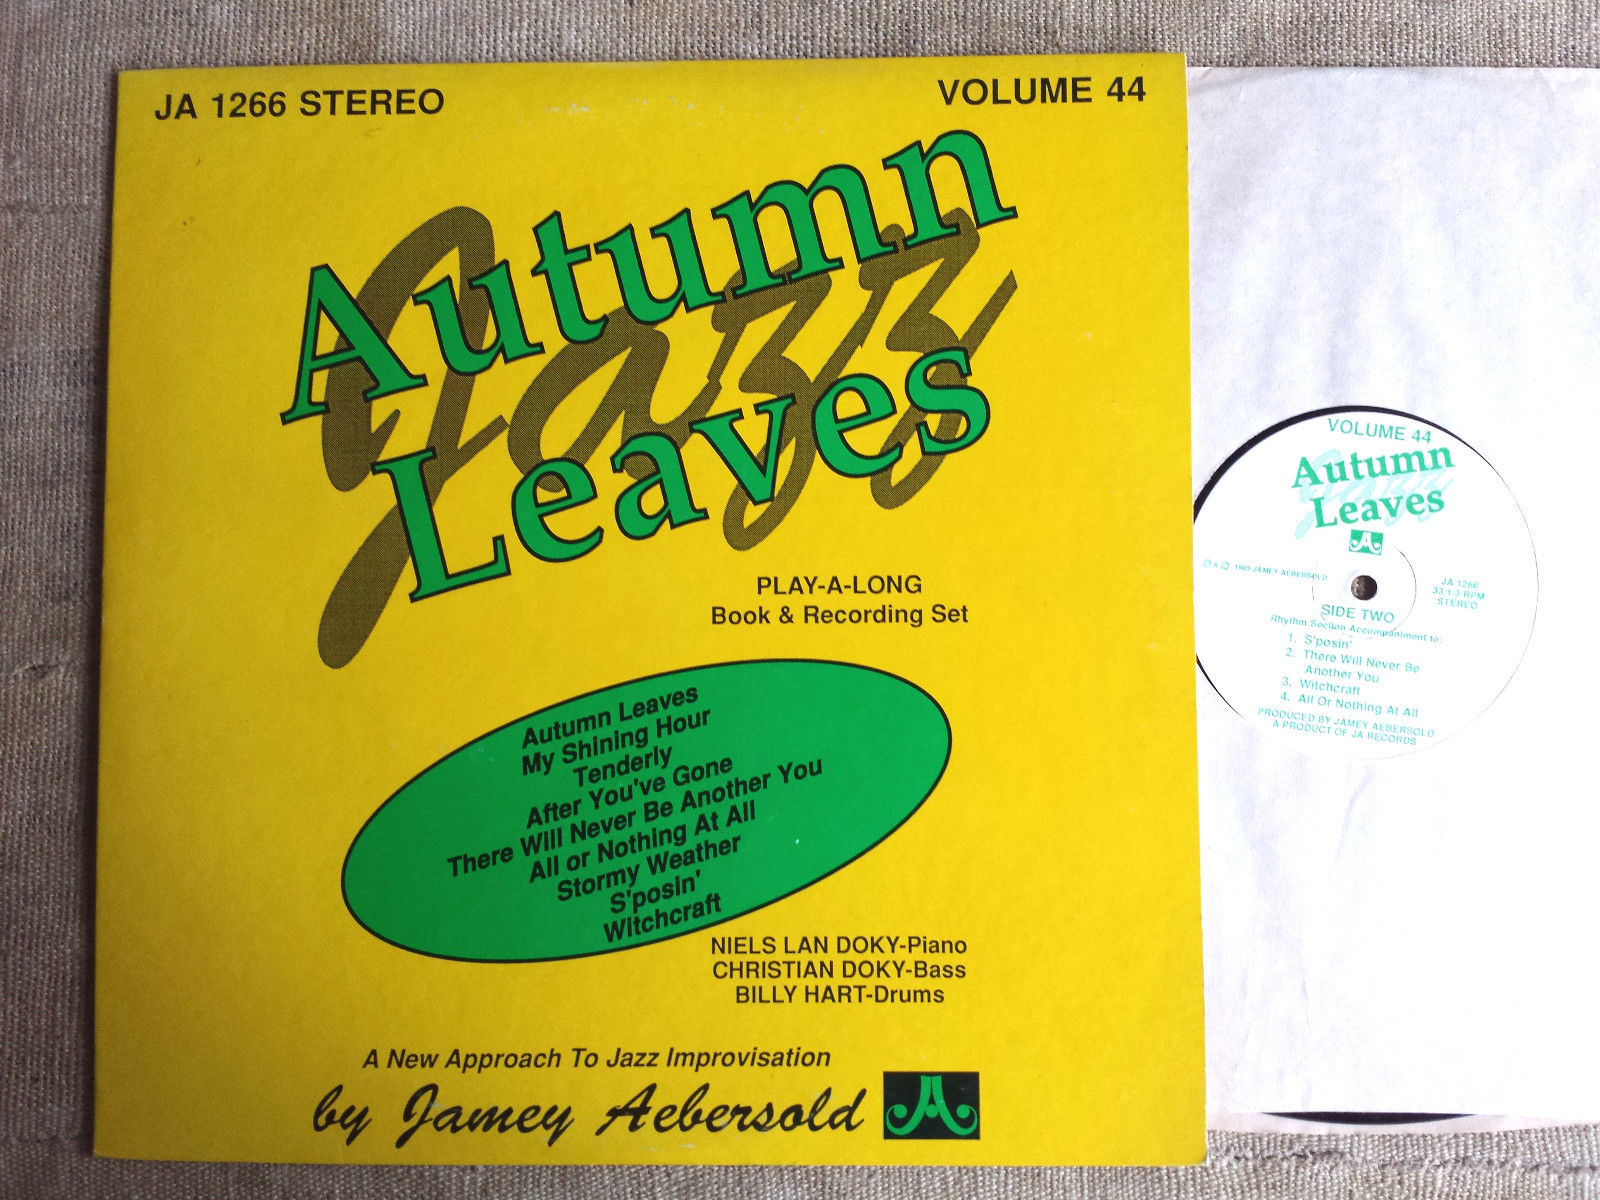 JA 1266 STEREO
VOLUME 44
Jazz
Autumn
Leaves
PLAY-A-LONG
Book & Recording Set
Autumn Leaves
My Shining Hour
Tenderly
After You've Gone
There Will Never Be Another You
All or Nothing At All
Stormy Weather
S'posin'
Witchcraft
NIELS LAN DOKY-Piano
CHRISTIAN DOKY-Bass
BILLY HART-Drums
A New Approach To Jazz Improvisation
by Jamey Aebersold
JA
VOLUME 44
Jazz
Autumn
Leaves
JA
℗ & © 1989 JAMEY AEBERSOLD
JA 1266
33 1/3 RPM
STEREO
SIDE TWO
Rhythm Section Accompaniment to:
1. S'posin'
2. There Will Never Be
Another You
3. Witchcraft
4. All Or Nothing At All
PRODUCED BY JAMEY AEBERSOLD
A PRODUCT OF JA RECORDS